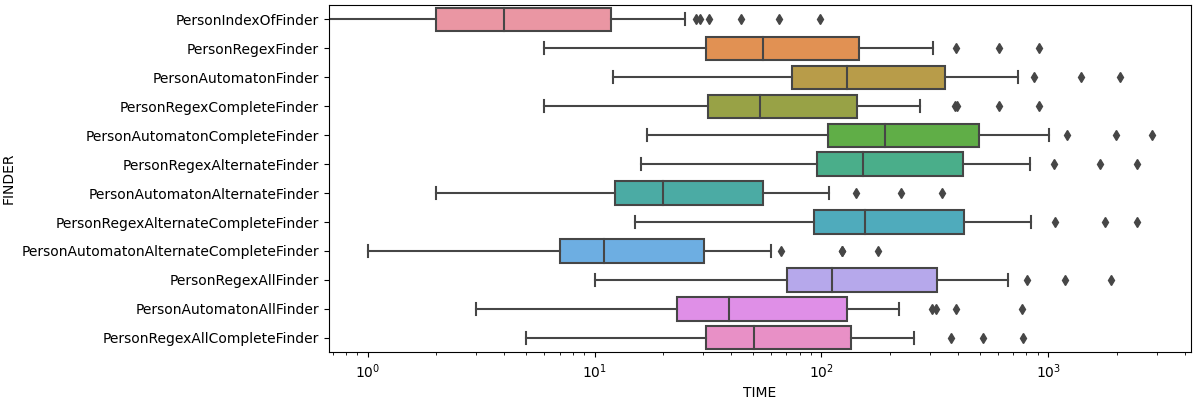 FINDER
PersonIndexOfFinder
PersonRegexFinder
PersonAutomatonFinder
PersonRegexCompleteFinder
PersonAutomatonCompleteFinder
PersonRegexAlternateFinder
PersonAutomatonAlternateFinder
PersonRegexAlternateCompleteFinder
PersonAutomatonAlternateCompleteFinder
PersonRegexAllFinder
PersonAutomatonAllFinder
PersonRegexAllCompleteFinder
10⁰ 10¹ 10² 10³
TIME